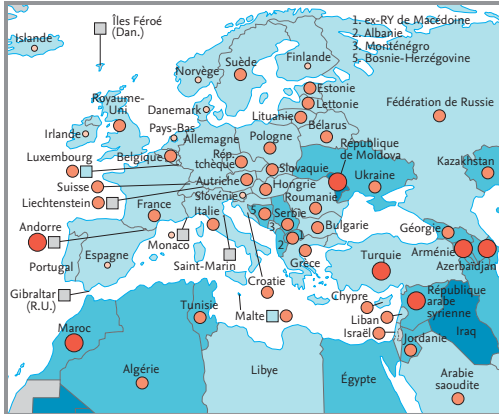 Îles Féroé
(Dan.)
1. ex-RY de Macédoine
2. Albanie
3. Monténégro
5. Bosnie-Herzégovine
Islande
Finlande
Suède
Norvège
Estonie
Lettonie
Royaume-
Uni
Danemark
Lituanie
Fédération de Russie
Irlande
Pays-Bas
Bélarus
Allemagne
Pologne
République
de Moldova
Luxembourg
Belgique
Rép.
tchèque
Slovaquie
Kazakhstan
Ukraine
Suisse
Autriche
Hongrie
Liechtenstein
Slovénie
Roumanie
France
Italie
Serbie
5
3
1
2
Bulgarie
Géorgie
Andorre
Monaco
Arménie
Turquie
Azerbaïdjan
Portugal
Espagne
Saint-Marin
Grèce
Croatie
Gibraltar
(R.U.)
Tunisie
Chypre
République
arabe
syrienne
Malte
Liban
Maroc
Israël
Iraq
Jordanie
Algérie
Libye
Égypte
Arabie
saoudite